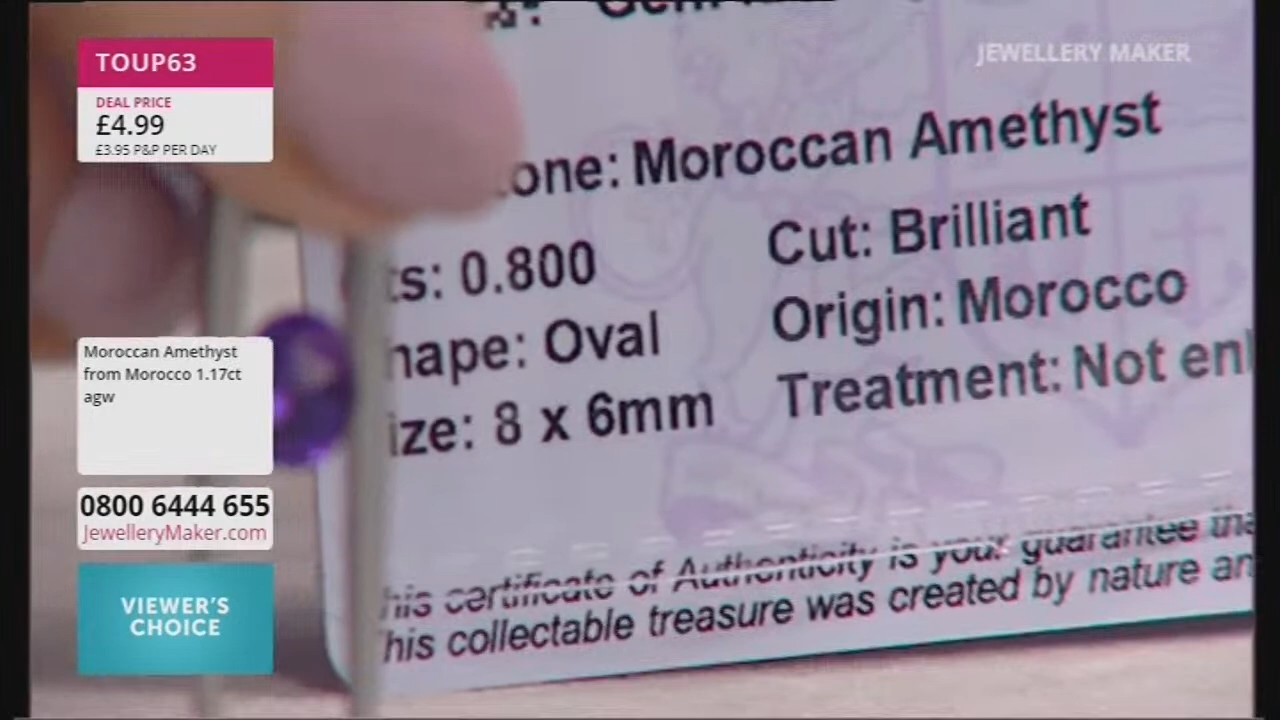 TOUP63
DEAL PRICE
£4.99
£3.95 P&P PER DAY
JEWELLERY MAKER
one: Moroccan Amethyst
ts: 0.800
Cut: Brilliant
hape: Oval
Origin: Morocco
ize: 8 x 6mm
Treatment: Not enh
his certificate of Authenticity is your guarantee tha
his collectable treasure was created by nature an
Moroccan Amethyst
from Morocco 1.17ct
agw
0800 6444 655
JewelleryMaker.com
VIEWER'S
CHOICE